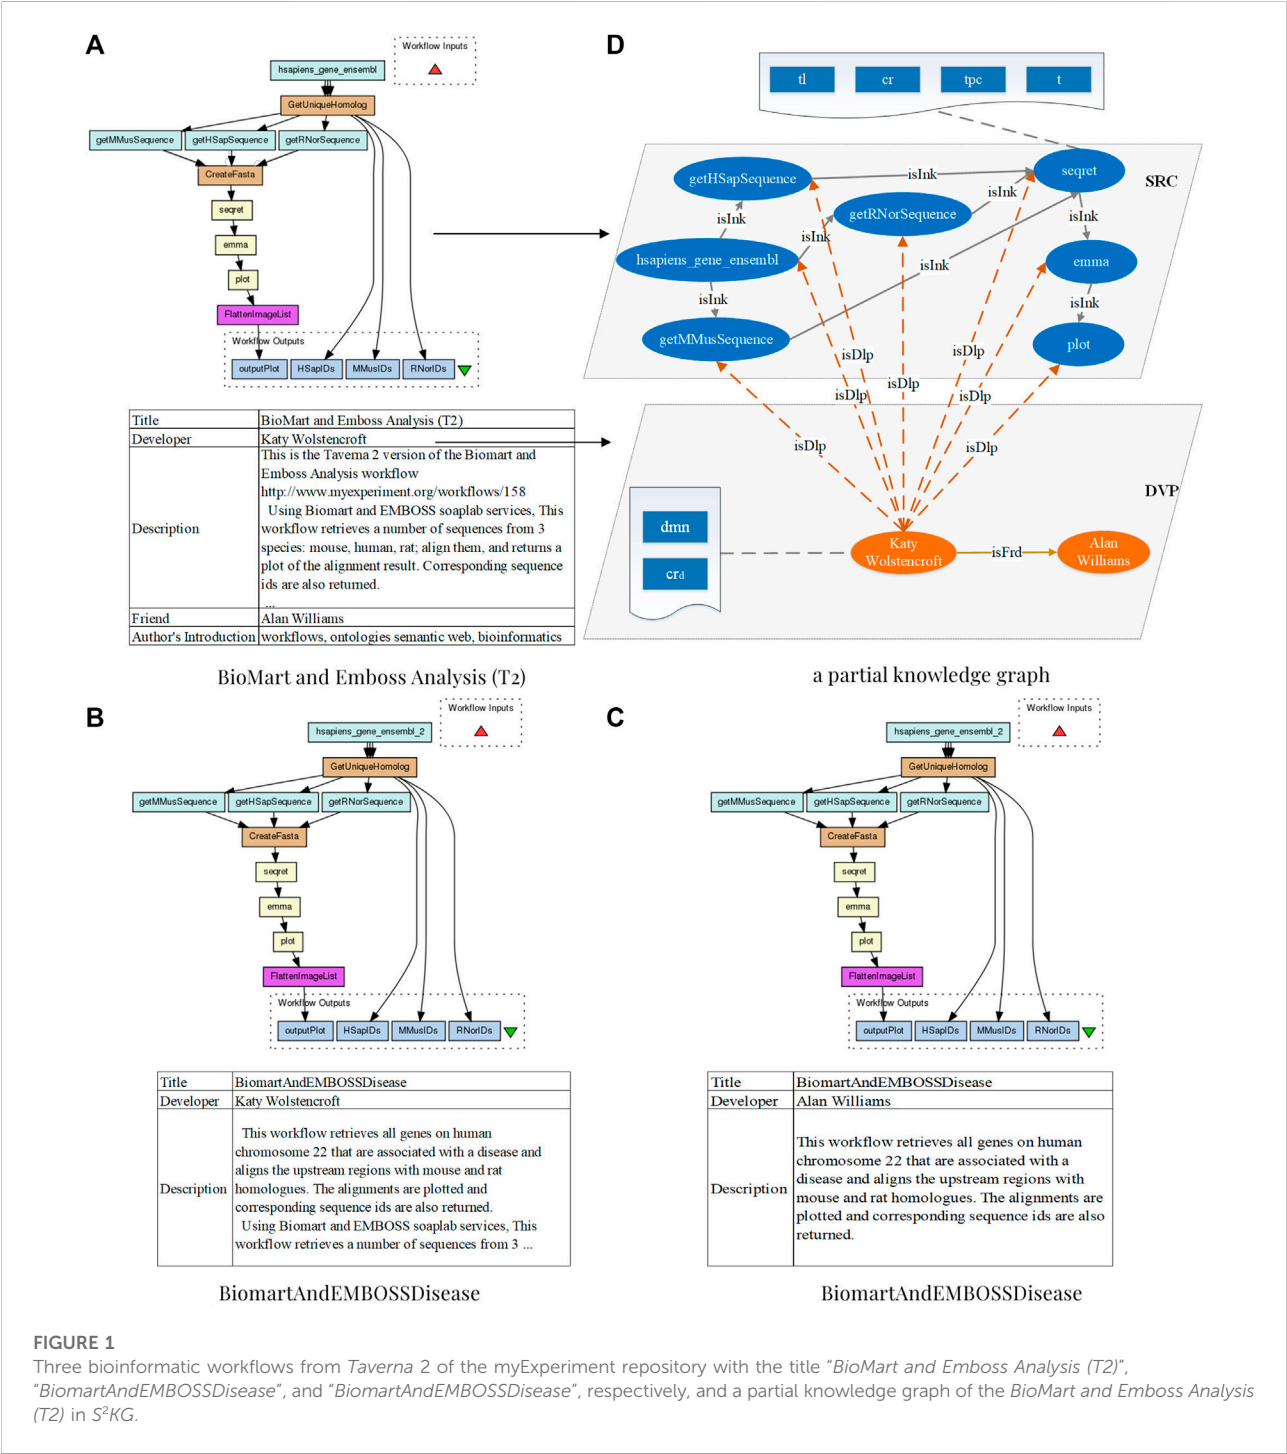 A
Workflow Inputs
hsapiens_gene_ensembl
GetUniqueHomolog
getMMusSequence
getHSapSequence
getRNorSequence
CreateFasta
seqret
emma
plot
FlattenImageList
Workflow Outputs
outputPlot
HSapIDs
MMusIDs
RNorIDs
Title
BioMart and Emboss Analysis (T2)
Developer
Katy Wolstencroft
Description
This is the Taverna 2 version of the Biomart and
Emboss Analysis workflow
http://www.myexperiment.org/workflows/158
Using Biomart and EMBOSS soaplab services, This
workflow retrieves a number of sequences from 3
species: mouse, human, rat; align them, and returns a
plot of the alignment result. Corresponding sequence
ids are also returned.
...
Friend
Alan Williams
Author's Introduction
workflows, ontologies semantic web, bioinformatics
BioMart and Emboss Analysis (T2)
D
tl
cr
tpc
t
SRC
getHSapSequence
seqret
getRNorSequence
hsapiens_gene_ensembl
emma
getMMusSequence
plot
isInk
isInk
isInk
isInk
isInk
isInk
isInk
isInk
isDlp
isDlp
isDlp
isDlp
isDlp
isDlp
isDlp
DVP
dmn
crd
Katy
Wolstencroft
isFrd
Alan
Williams
a partial knowledge graph
B
Workflow Inputs
hsapiens_gene_ensembl_2
GetUniqueHomolog
getMMusSequence
getHSapSequence
getRNorSequence
CreateFasta
seqret
emma
plot
FlattenImageList
Workflow Outputs
outputPlot
HSapIDs
MMusIDs
RNorIDs
Title
BiomartAndEMBOSSDisease
Developer
Katy Wolstencroft
Description
This workflow retrieves all genes on human
chromosome 22 that are associated with a disease and
aligns the upstream regions with mouse and rat
homologues. The alignments are plotted and
corresponding sequence ids are also returned.
Using Biomart and EMBOSS soaplab services, This
workflow retrieves a number of sequences from 3 ...
BiomartAndEMBOSSDisease
C
Workflow Inputs
hsapiens_gene_ensembl_2
GetUniqueHomolog
getMMusSequence
getHSapSequence
getRNorSequence
CreateFasta
seqret
emma
plot
FlattenImageList
Workflow Outputs
outputPlot
HSapIDs
MMusIDs
RNorIDs
Title
BiomartAndEMBOSSDisease
Developer
Alan Williams
Description
This workflow retrieves all genes on human
chromosome 22 that are associated with a
disease and aligns the upstream regions with
mouse and rat homologues. The alignments are
plotted and corresponding sequence ids are also
returned.
BiomartAndEMBOSSDisease
FIGURE 1
Three bioinformatic workflows from Taverna 2 of the myExperiment repository with the title “BioMart and Emboss Analysis (T2)”,
“BiomartAndEMBOSSDisease”, and “BiomartAndEMBOSSDisease”, respectively, and a partial knowledge graph of the BioMart and Emboss Analysis
(T2) in S²KG.